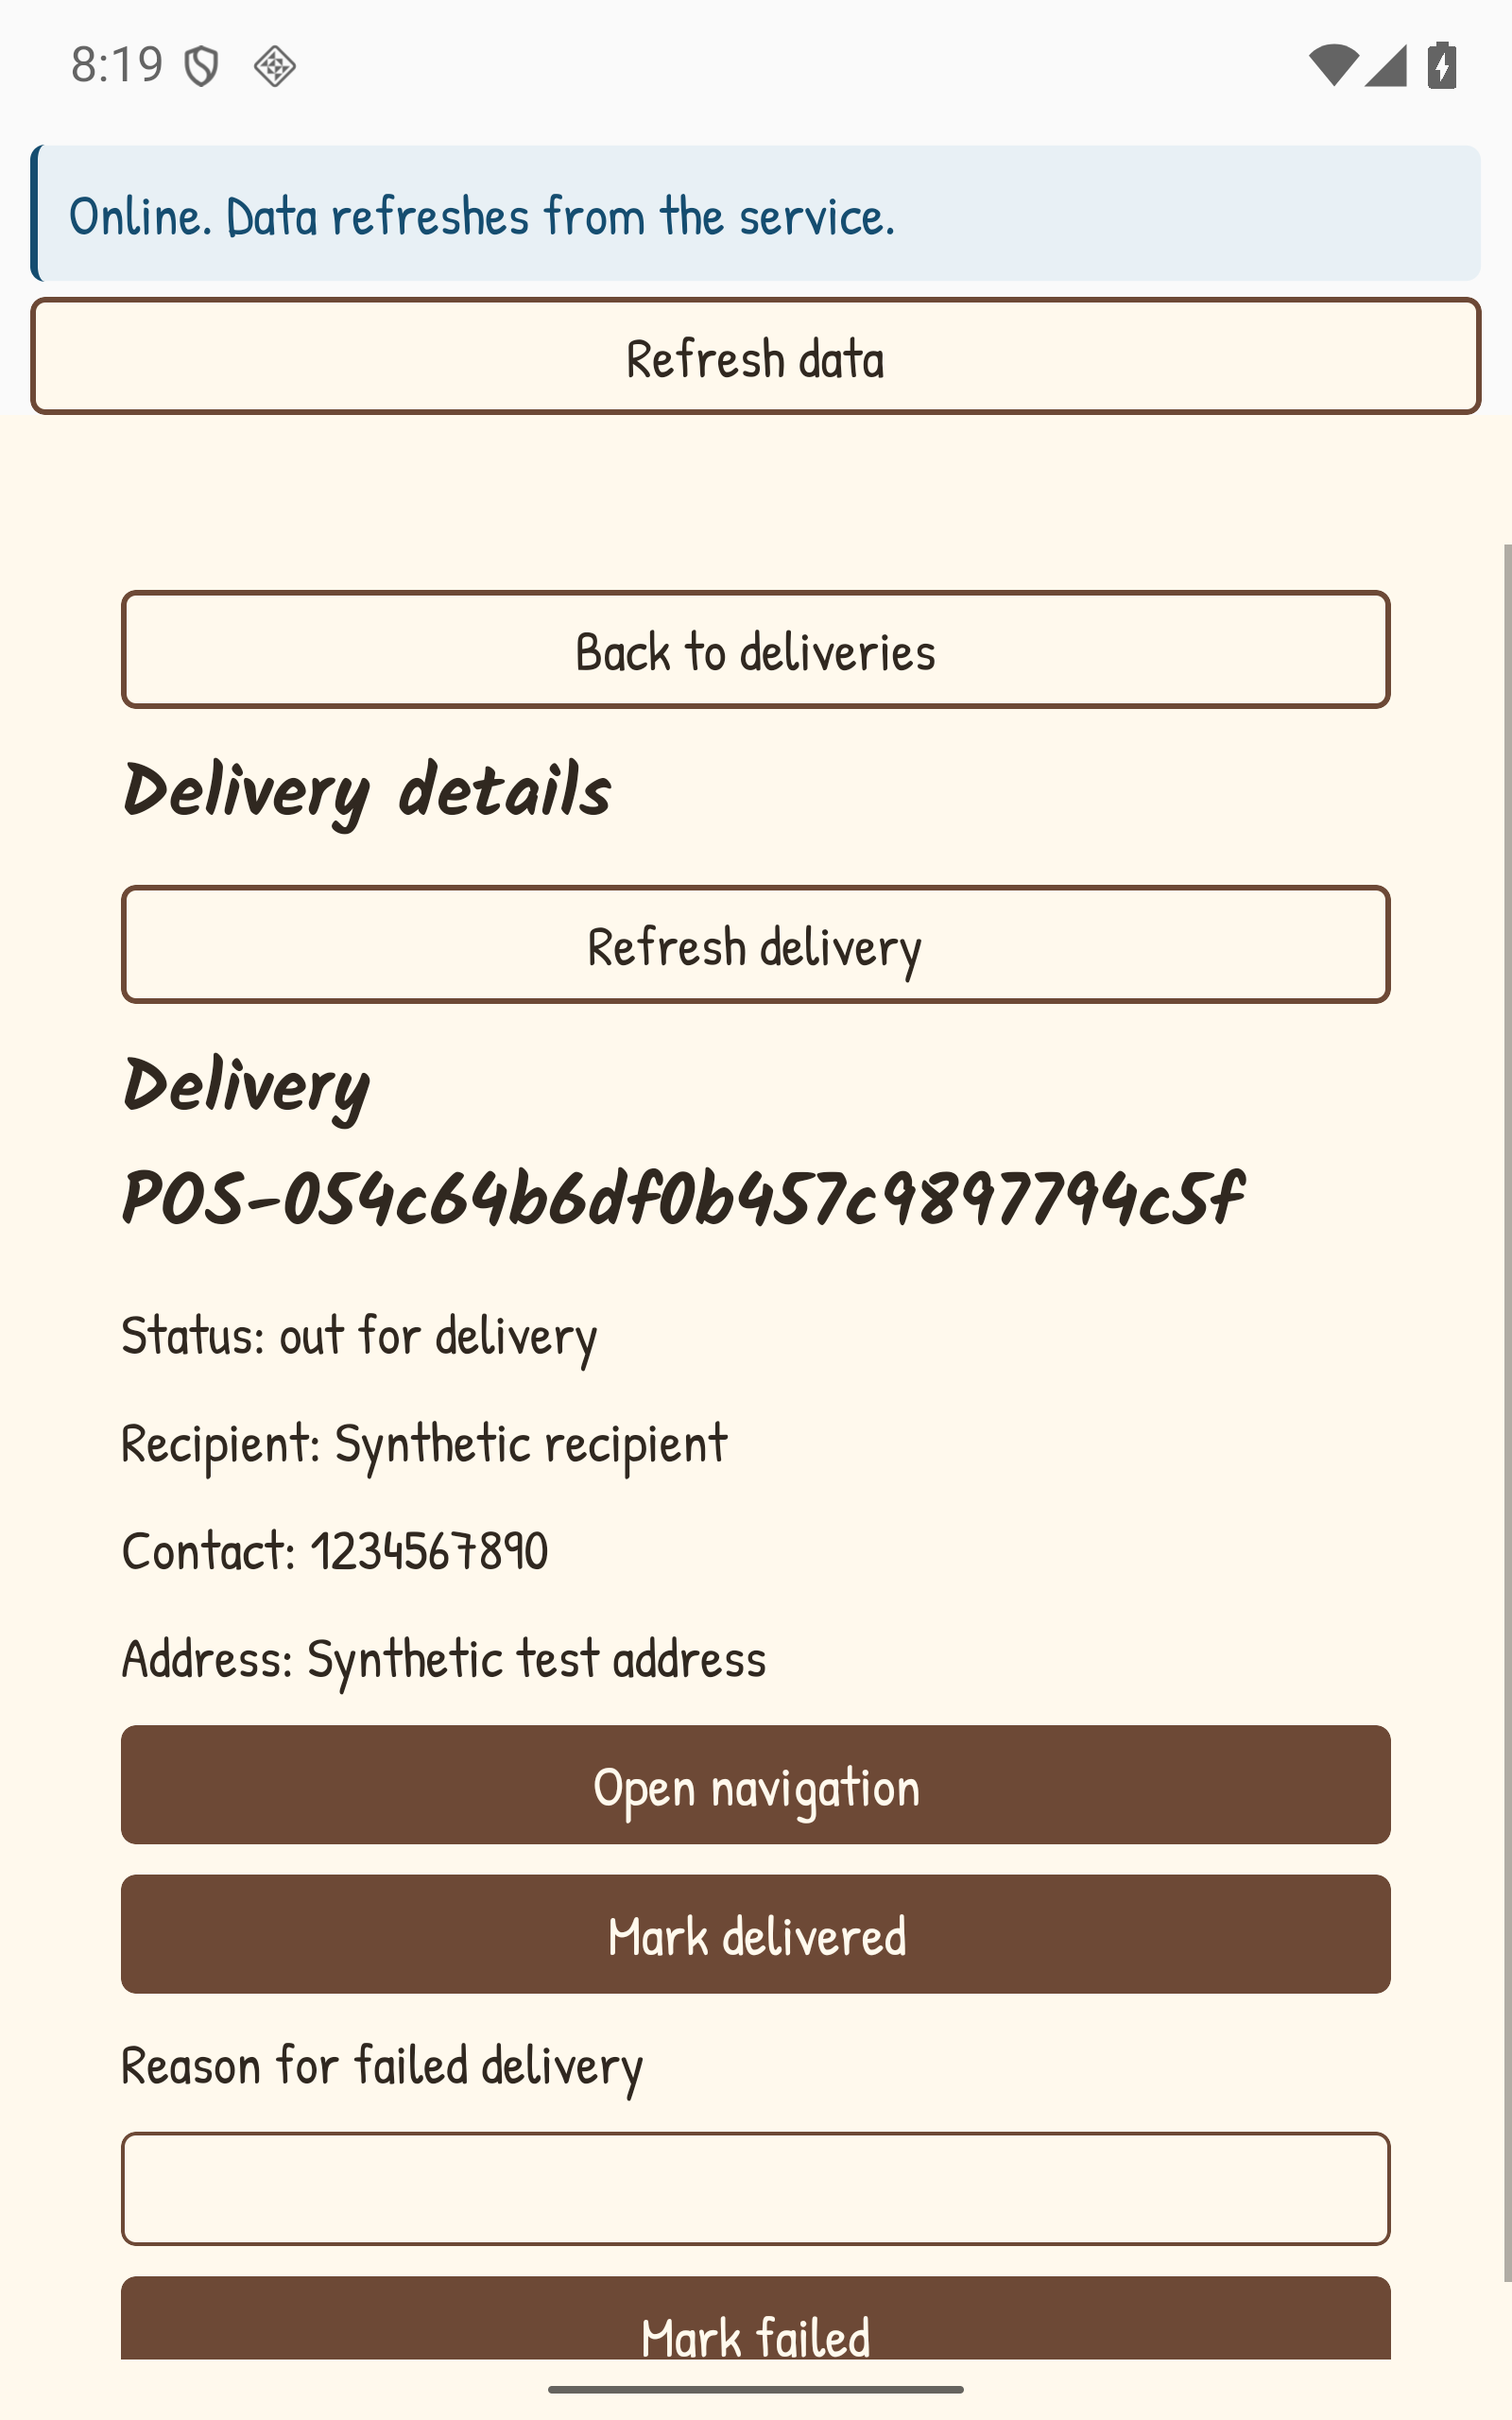 8:19
Online. Data refreshes from the service.
Refresh data
Back to deliveries
Delivery details
Refresh delivery
Delivery
POS-054c64b6df0b457c9897794c5f
Status: out for delivery
Recipient: Synthetic recipient
Contact: 1234567890
Address: Synthetic test address
Open navigation
Mark delivered
Reason for failed delivery
Mark failed